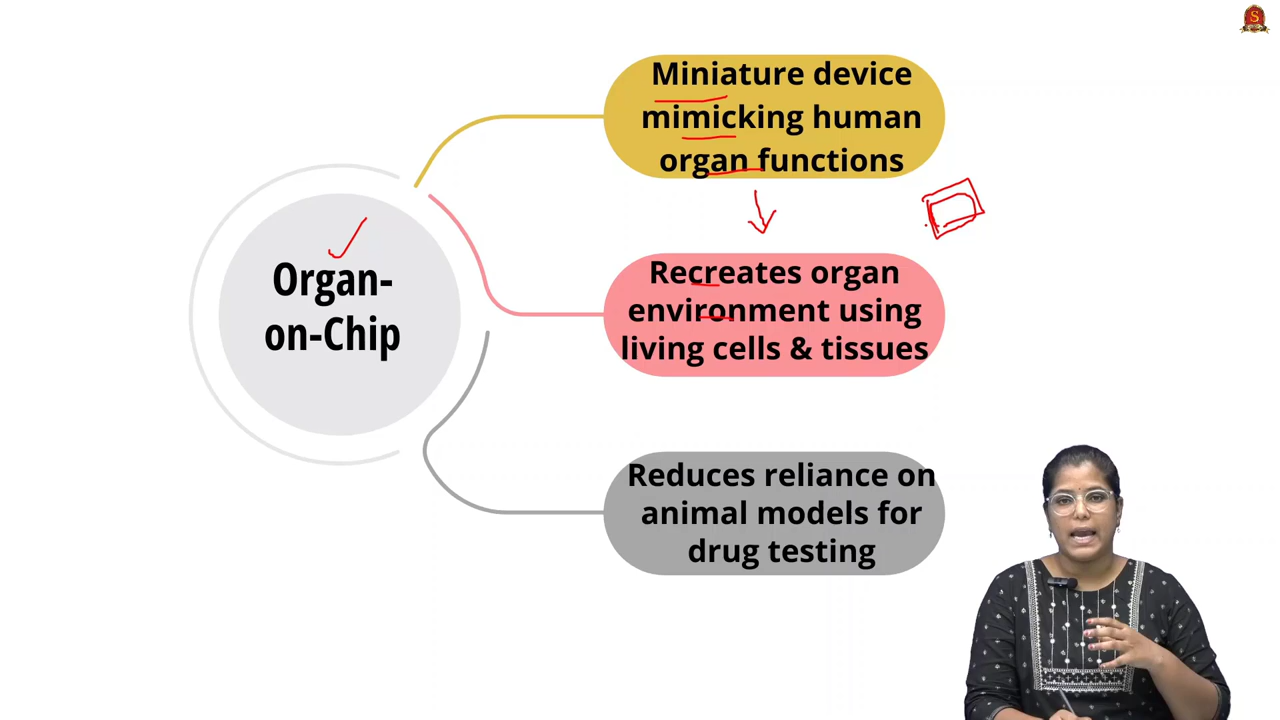 S
Miniature device
mimicking human
organ functions
Organ-
on-Chip
Recreates organ
environment using
living cells & tissues
Reduces reliance on
animal models for
drug testing